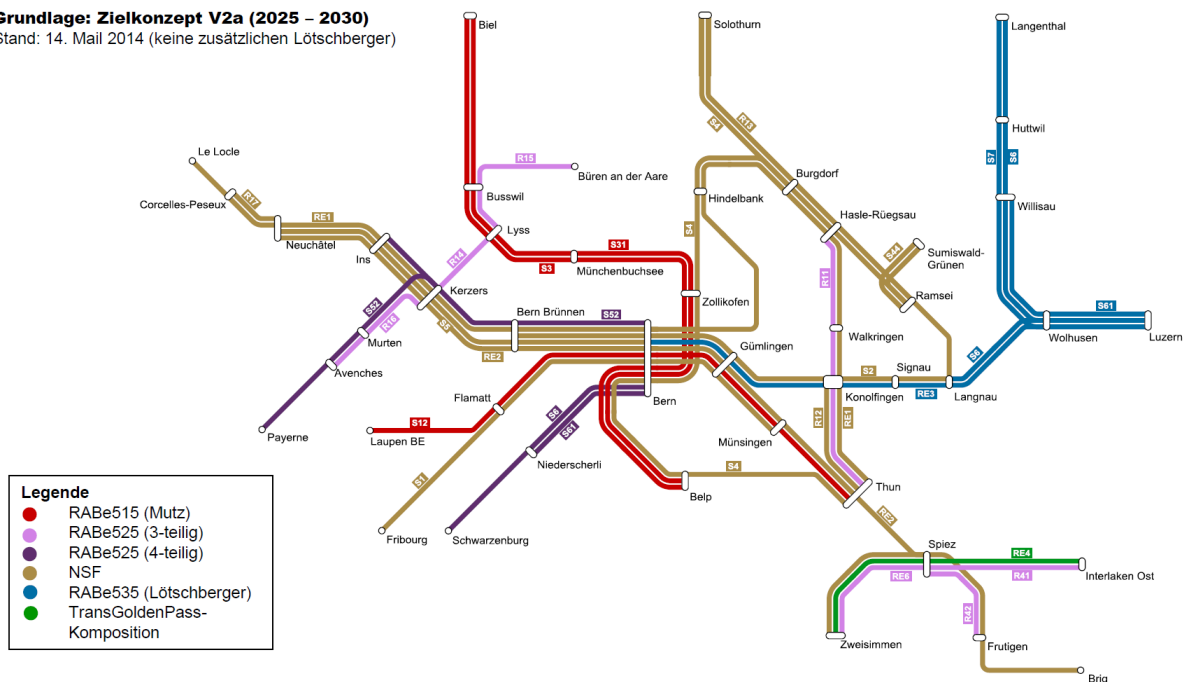 Grundlage: Zielkonzept V2a (2025 – 2030)
Stand: 14. Mail 2014 (keine zusätzlichen Lötschberger)
Biel
Solothurn
Langenthal
R13
S4
Huttwil
Le Locle
R15
Büren an der Aare
S7
S6
Burgdorf
Corcelles-Peseux
R17
Busswil
Hindelbank
Willisau
RE1
Hasle-Rüegsau
Neuchâtel
Lyss
S4
S31
S44
Sumiswald-
Grünen
Ins
R14
S3
Münchenbuchsee
R11
Kerzers
Zollikofen
Ramsei
S52
R16
S5
Bern Brünnen
S52
S61
Murten
Gümligen
Walkringen
Wolhusen
Luzern
RE2
S6
Avenches
Signau
S2
Konolfingen
RE3
Langnau
Flamatt
Bern
S12
S6
S61
R12
RE1
Payerne
Laupen BE
Münsingen
Niederscherli
S1
S4
Belp
Thun
RE2
Fribourg
Schwarzenburg
Spiez
RE4
RE6
R41
Interlaken Ost
R42
Zweisimmen
Frutigen
Brig
Legende
RABe515 (Mutz)
RABe525 (3-teilig)
RABe525 (4-teilig)
NSF
RABe535 (Lötschberger)
TransGoldenPass-
Komposition